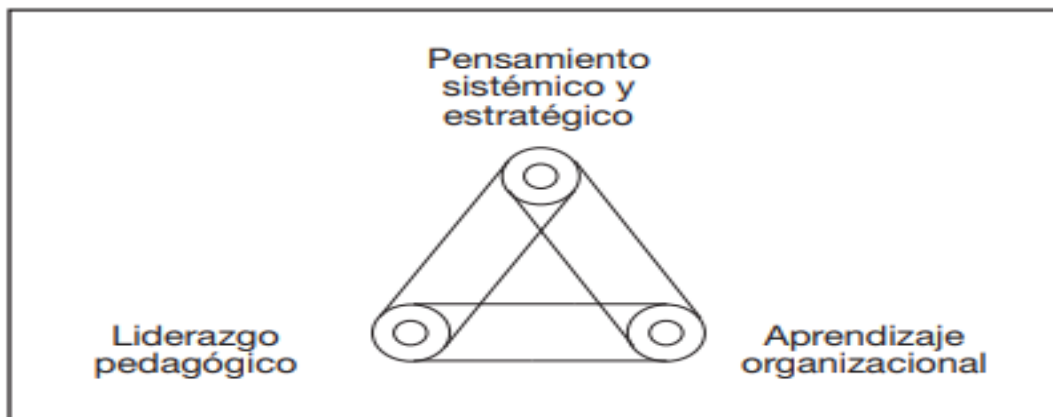 Pensamiento
sistémico y
estratégico
Liderazgo
pedagógico
Aprendizaje
organizacional